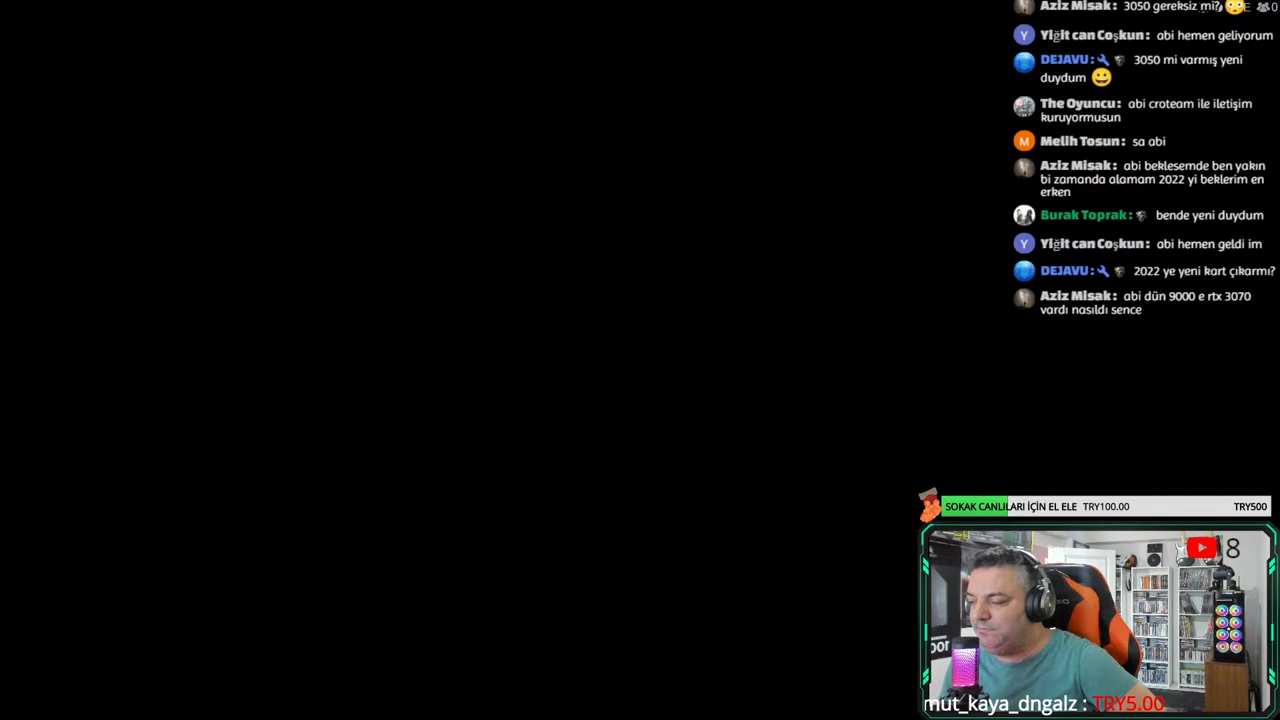 Aziz Misak : 3050 gereksiz mi?
Yiğit can Coşkun : abi hemen geliyorum
DEJAVU : 3050 mi varmış yeni
duydum
The Oyuncu : abi croteam ile iletişim
kuruyormusun
Melih Tosun : sa abi
Aziz Misak : abi beklesemde ben yakın
bi zamanda alamam 2022 yi beklerim en
erken
Burak Toprak : bende yeni duydum
Yiğit can Coşkun : abi hemen geldi im
DEJAVU : 2022 ye yeni kart çıkarmı?
Aziz Misak : abi dün 9000 e rtx 3070
vardı nasıldı sence
SOKAK CANLILARI İÇİN EL ELE TRY100.00 TRY500
8
mut_kaya_dngalz : TRY5.00